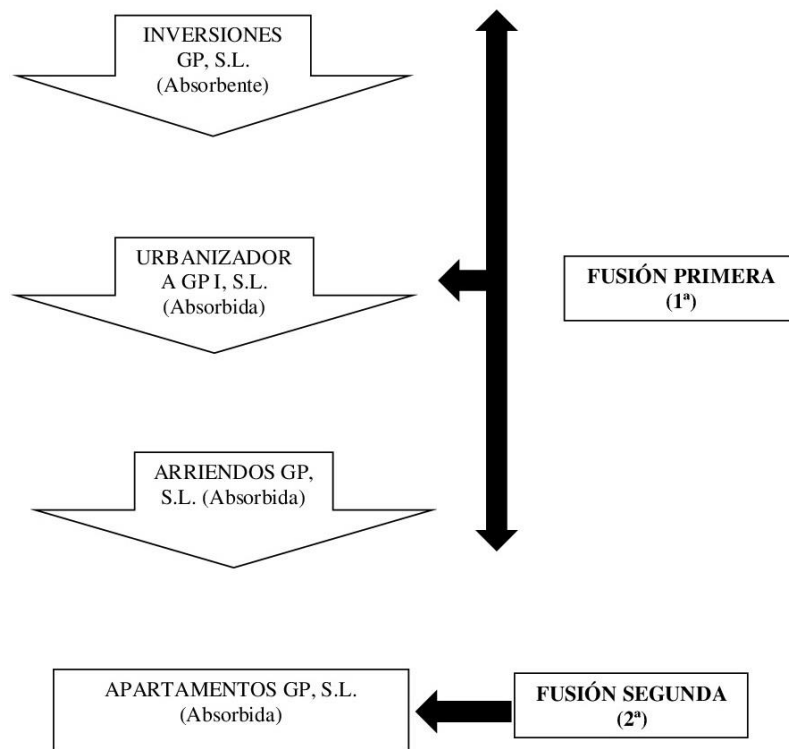 INVERSIONES
GP, S.L.
(Absorbente)
URBANIZADOR
A GP I, S.L.
(Absorbida)
FUSIÓN PRIMERA
(1ª)
ARRIENDOS GP,
S.L. (Absorbida)
APARTAMENTOS GP, S.L.
(Absorbida)
FUSIÓN SEGUNDA
(2ª)